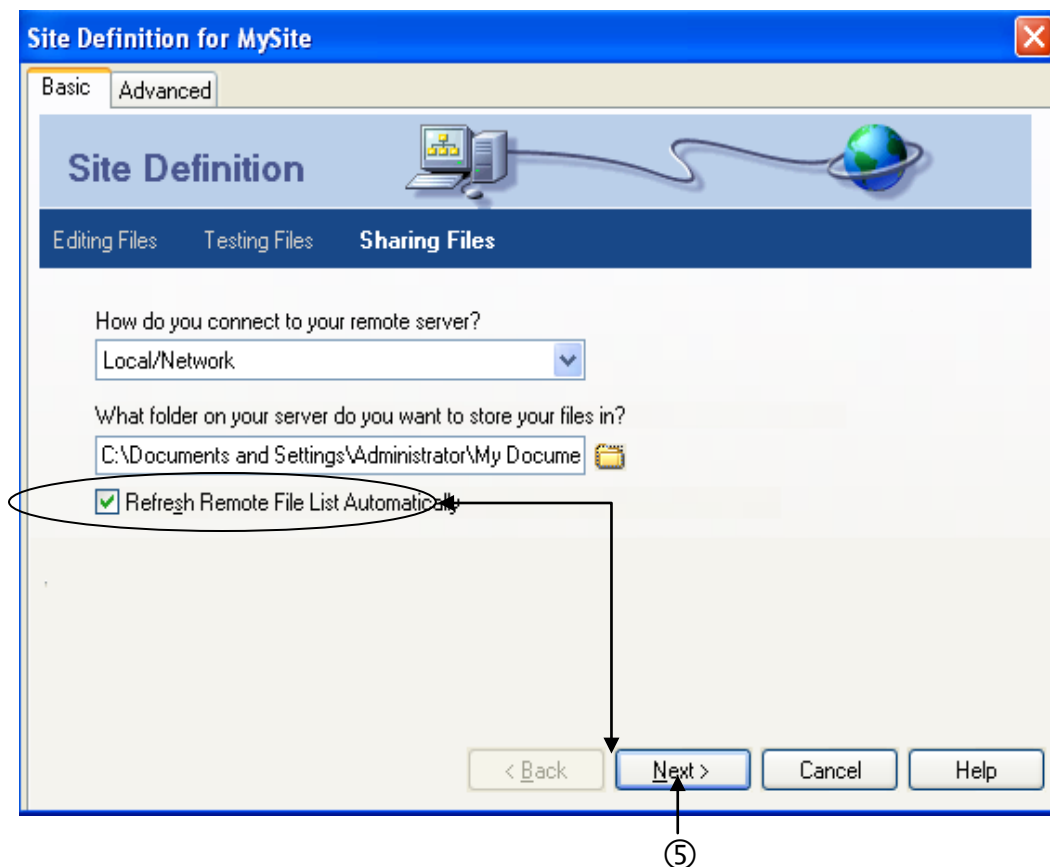 Site Definition for MySite
Basic Advanced
Site Definition
Editing Files Testing Files Sharing Files
How do you connect to your remote server?
Local/Network
What folder on your server do you want to store your files in?
C:\Documents and Settings\Administrator\My Docume
Refresh Remote File List Automatically
< Back Next > Cancel Help
⑤